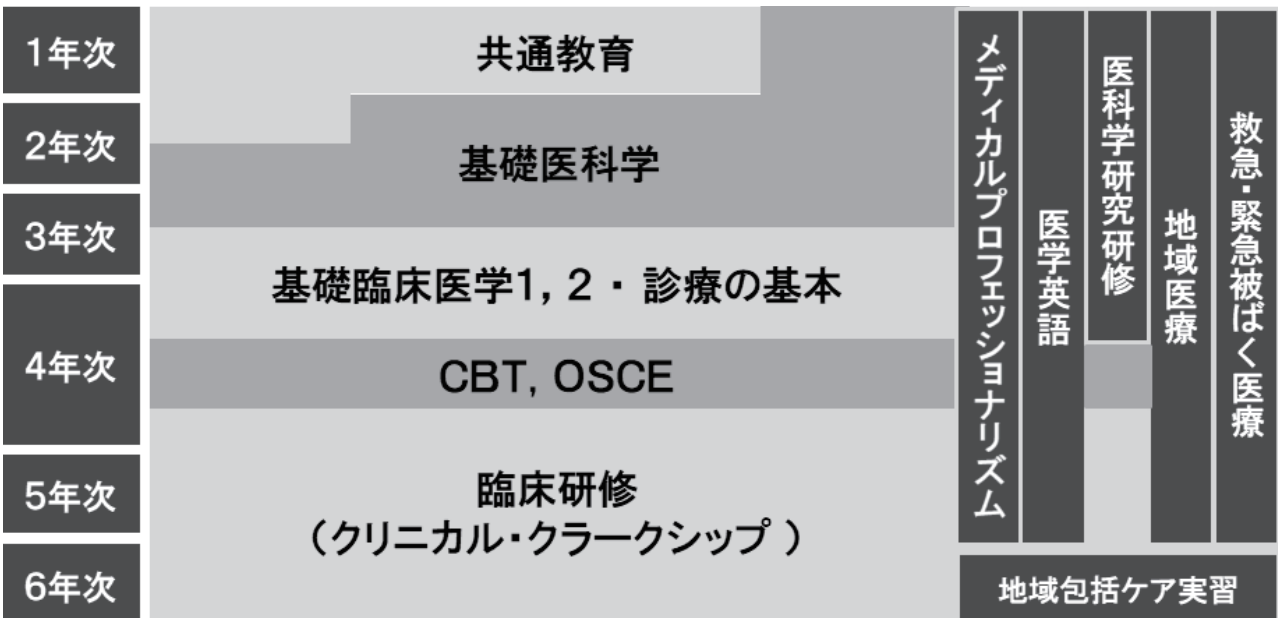 1年次
共通教育
2年次
基礎医科学
3年次
基礎臨床医学1, 2 ・ 診療の基本
4年次
CBT, OSCE
5年次
臨床研修
（クリニカル・クラークシップ ）
6年次
メディカルプロフェッショナリズム
医学英語
医科学研究研修
地域医療
救急・緊急被ばく医療
地域包括ケア実習